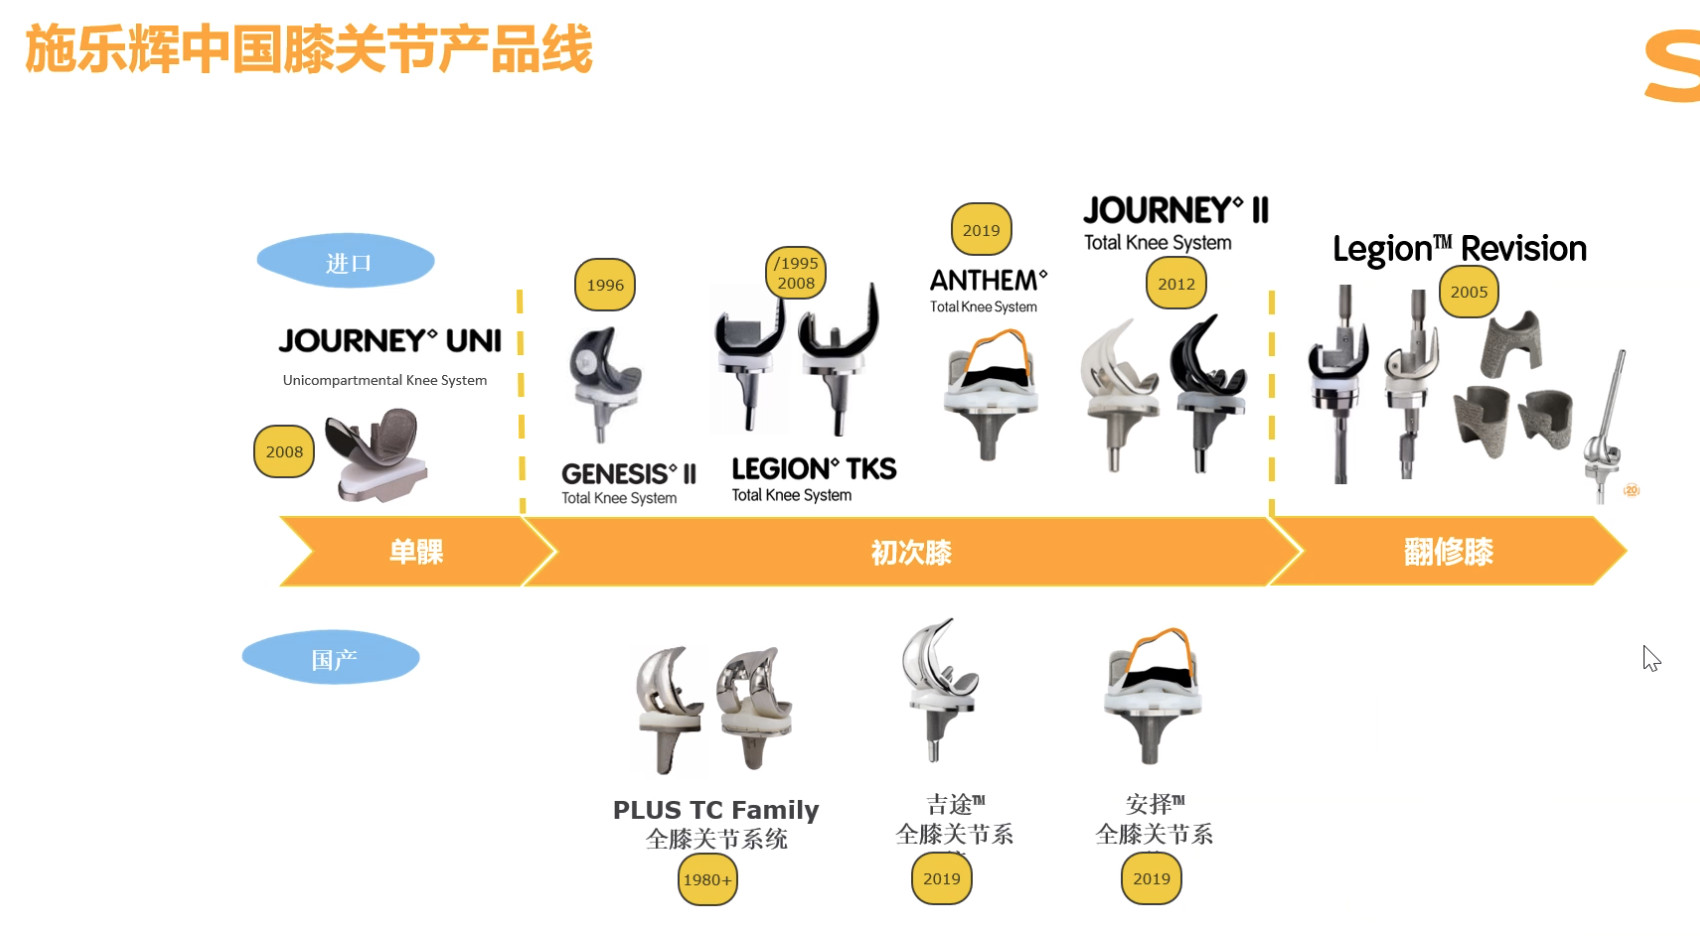 施乐辉中国膝关节产品线
S
进口
JOURNEY◇ UNI
Unicompartmental Knee System
2008
1996
GENESIS◇ II
Total Knee System
/1995
2008
LEGION◇ TKS
Total Knee System
2019
ANTHEM◇
Total Knee System
JOURNEY◇ II
Total Knee System
2012
Legion™ Revision
2005
20
单髁
初次膝
翻修膝
国产
PLUS TC Family
全膝关节系统
1980+
吉途™
全膝关节系
2019
安择™
全膝关节系
2019